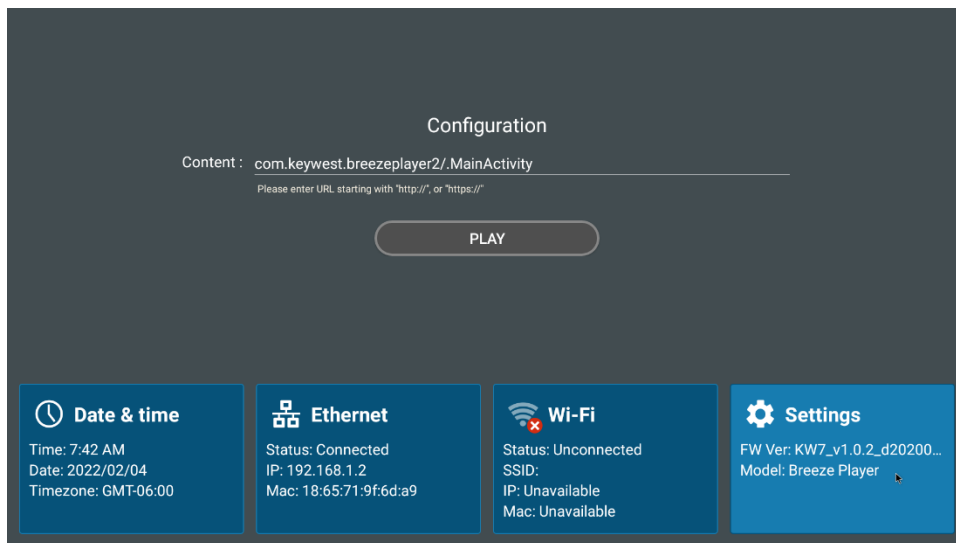 Configuration
Content : com.keywest.breezeplayer2/.MainActivity
Please enter URL starting with "http://", or "https://"
PLAY
Date & time
Time: 7:42 AM
Date: 2022/02/04
Timezone: GMT-06:00
Ethernet
Status: Connected
IP: 192.168.1.2
Mac: 18:65:71:9f:6d:a9
Wi-Fi
Status: Unconnected
SSID:
IP: Unavailable
Mac: Unavailable
Settings
FW Ver: KW7_v1.0.2_d20200...
Model: Breeze Player